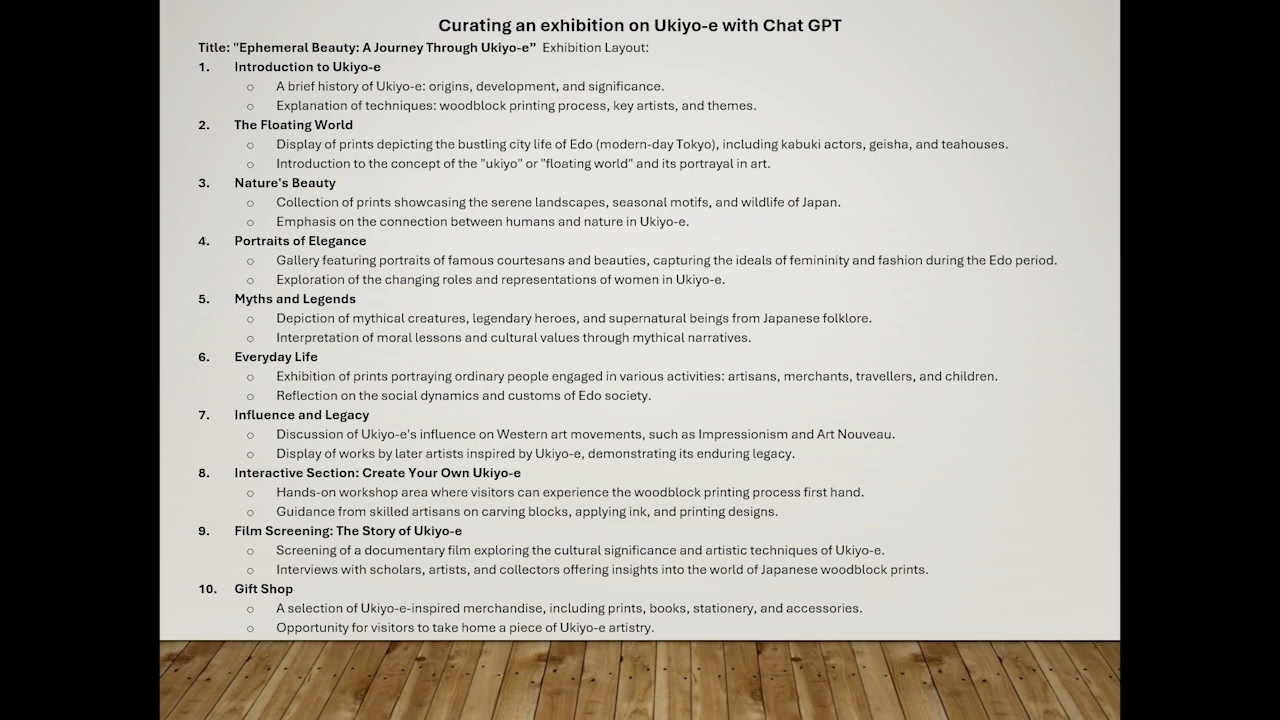 Curating an exhibition on Ukiyo-e with Chat GPT
Title: "Ephemeral Beauty: A Journey Through Ukiyo-e” Exhibition Layout:
1. Introduction to Ukiyo-e
o A brief history of Ukiyo-e: origins, development, and significance.
o Explanation of techniques: woodblock printing process, key artists, and themes.
2. The Floating World
o Display of prints depicting the bustling city life of Edo (modern-day Tokyo), including kabuki actors, geisha, and teahouses.
o Introduction to the concept of the "ukiyo" or "floating world" and its portrayal in art.
3. Nature's Beauty
o Collection of prints showcasing the serene landscapes, seasonal motifs, and wildlife of Japan.
o Emphasis on the connection between humans and nature in Ukiyo-e.
4. Portraits of Elegance
o Gallery featuring portraits of famous courtesans and beauties, capturing the ideals of femininity and fashion during the Edo period.
o Exploration of the changing roles and representations of women in Ukiyo-e.
5. Myths and Legends
o Depiction of mythical creatures, legendary heroes, and supernatural beings from Japanese folklore.
o Interpretation of moral lessons and cultural values through mythical narratives.
6. Everyday Life
o Exhibition of prints portraying ordinary people engaged in various activities: artisans, merchants, travellers, and children.
o Reflection on the social dynamics and customs of Edo society.
7. Influence and Legacy
o Discussion of Ukiyo-e's influence on Western art movements, such as Impressionism and Art Nouveau.
o Display of works by later artists inspired by Ukiyo-e, demonstrating its enduring legacy.
8. Interactive Section: Create Your Own Ukiyo-e
o Hands-on workshop area where visitors can experience the woodblock printing process first hand.
o Guidance from skilled artisans on carving blocks, applying ink, and printing designs.
9. Film Screening: The Story of Ukiyo-e
o Screening of a documentary film exploring the cultural significance and artistic techniques of Ukiyo-e.
o Interviews with scholars, artists, and collectors offering insights into the world of Japanese woodblock prints.
10. Gift Shop
o A selection of Ukiyo-e-inspired merchandise, including prints, books, stationery, and accessories.
o Opportunity for visitors to take home a piece of Ukiyo-e artistry.